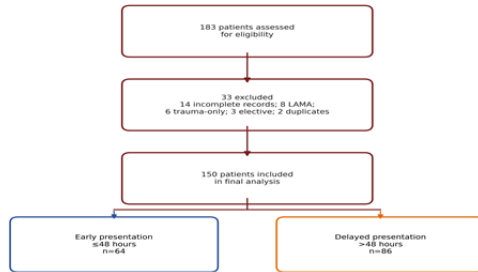 183 patients assessed
for eligibility
33 excluded
14 incomplete records; 8 LAMA;
6 trauma-only; 3 elective; 2 duplicates
150 patients included
in final analysis
Early presentation
≤48 hours
n=64
Delayed presentation
>48 hours
n=86